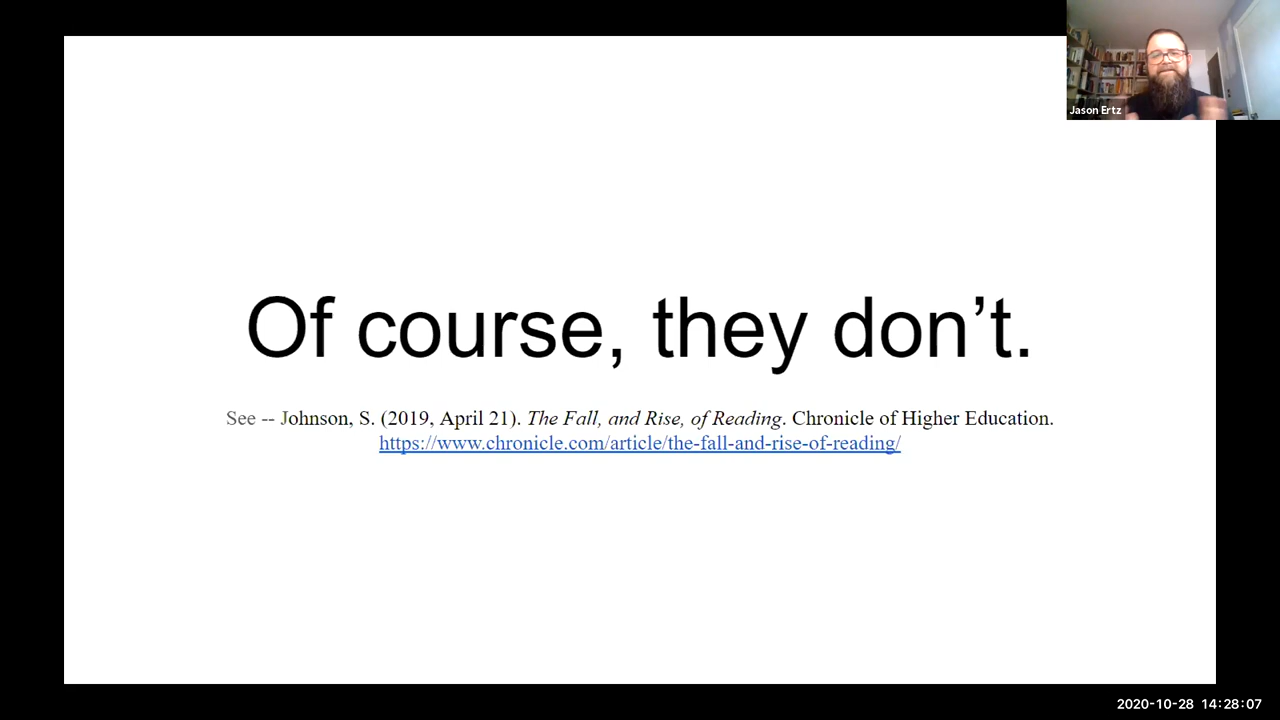 Jason Ertz
Of course, they don’t.
See -- Johnson, S. (2019, April 21). The Fall, and Rise, of Reading. Chronicle of Higher Education.
https://www.chronicle.com/article/the-fall-and-rise-of-reading/
2020-10-28 14:28:07